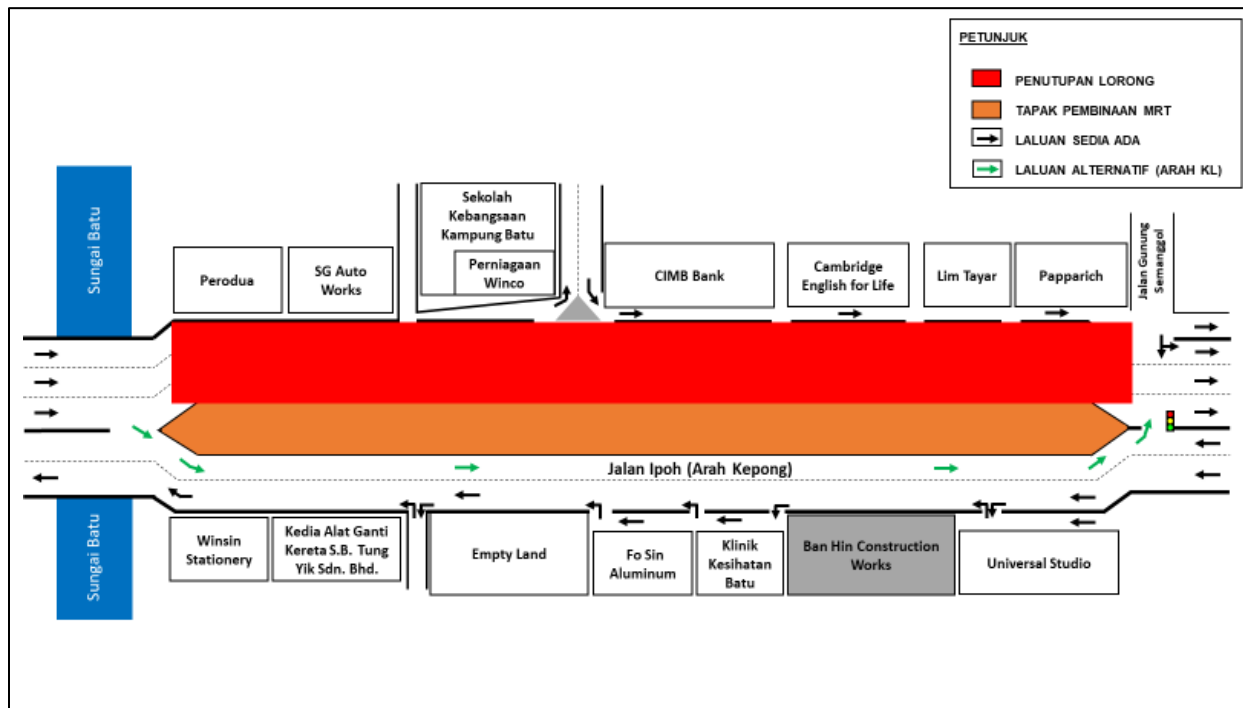 PETUNJUK
PENUTUPAN LORONG
TAPAK PEMBINAAN MRT
LALUAN SEDIA ADA
LALUAN ALTERNATIF (ARAH KL)
Sungai Batu
Perodua
SG Auto
Works
Sekolah
Kebangsaan
Kampung Batu
Perniagaan
Winco
CIMB Bank
Cambridge
English for Life
Lim Tayar
Papparich
Jalan Gunung
Semanggol
Jalan Ipoh (Arah Kepong)
Sungai Batu
Winsin
Stationery
Kedia Alat Ganti
Kereta S.B. Tung
Yik Sdn. Bhd.
Empty Land
Fo Sin
Aluminum
Klinik
Kesihatan
Batu
Ban Hin Construction
Works
Universal Studio